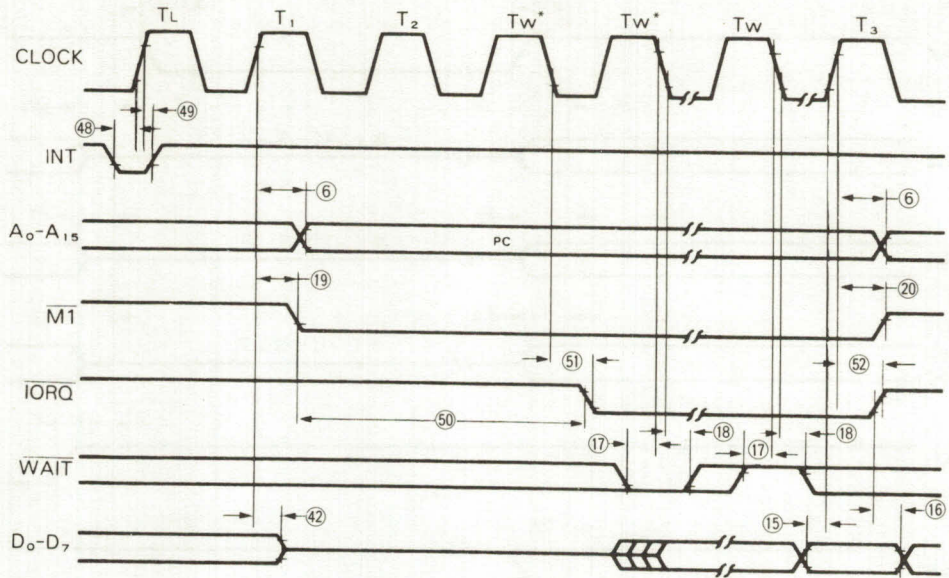 TL T1 T2 TW* TW* TW T3
CLOCK
48 49
INT
6 6
A0-A15 PC
19 20
M1
51 52
IORQ
50
17 18 17 18
WAIT
42 15 16
D0-D7